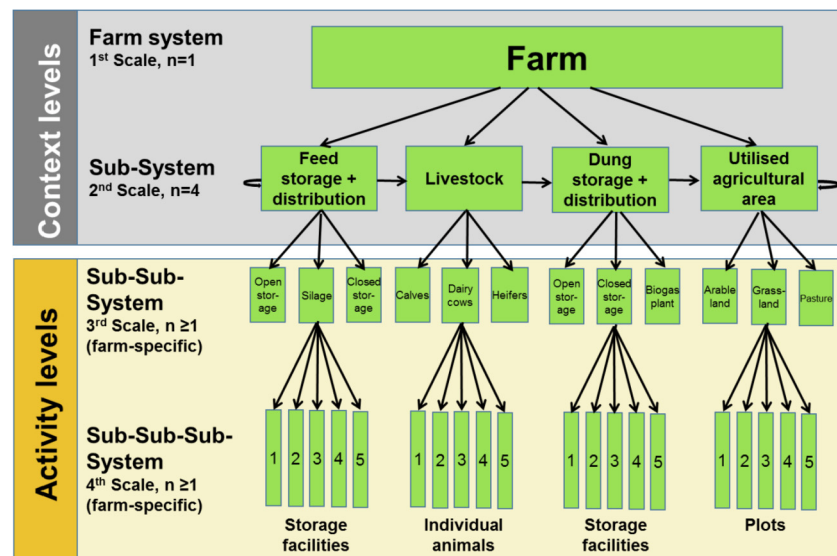 Context levels
Farm system
1st Scale, n=1
Farm
Sub-System
2nd Scale, n=4
Feed
storage +
distribution
Livestock
Dung
storage +
distribution
Utilised
agricultural
area
Activity levels
Sub-Sub-
System
3rd Scale, n ≥1
(farm-specific)
Open
stor-
age
Silage
Closed
stor-
age
Calves
Dairy
cows
Heifers
Open
stor-
age
Closed
stor-
age
Biogas
plant
Arable
land
Grass-
land
Pasture
Sub-Sub-Sub-
System
4th Scale, n ≥1
(farm-specific)
1 2 3 4 5
1 2 3 4 5
1 2 3 4 5
1 2 3 4 5
Storage
facilities
Individual
animals
Storage
facilities
Plots